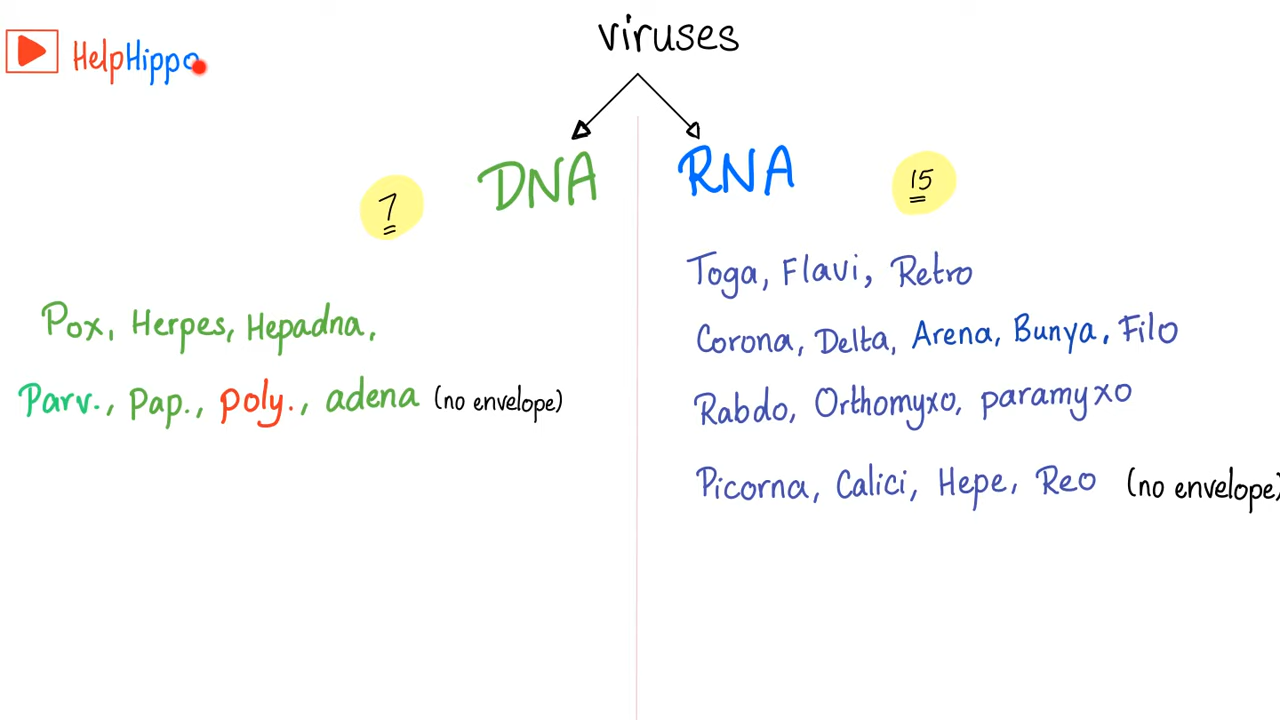 viruses
HelpHippo
DNA
RNA
7
15
Pox, Herpes, Hepadna,
Parv., Pap., poly., adena (no envelope)
Toga, Flavi, Retro
Corona, Delta, Arena, Bunya, Filo
Rabdo, Orthomyxo, paramyxo
Picorna, Calici, Hepe, Reo (no envelope)